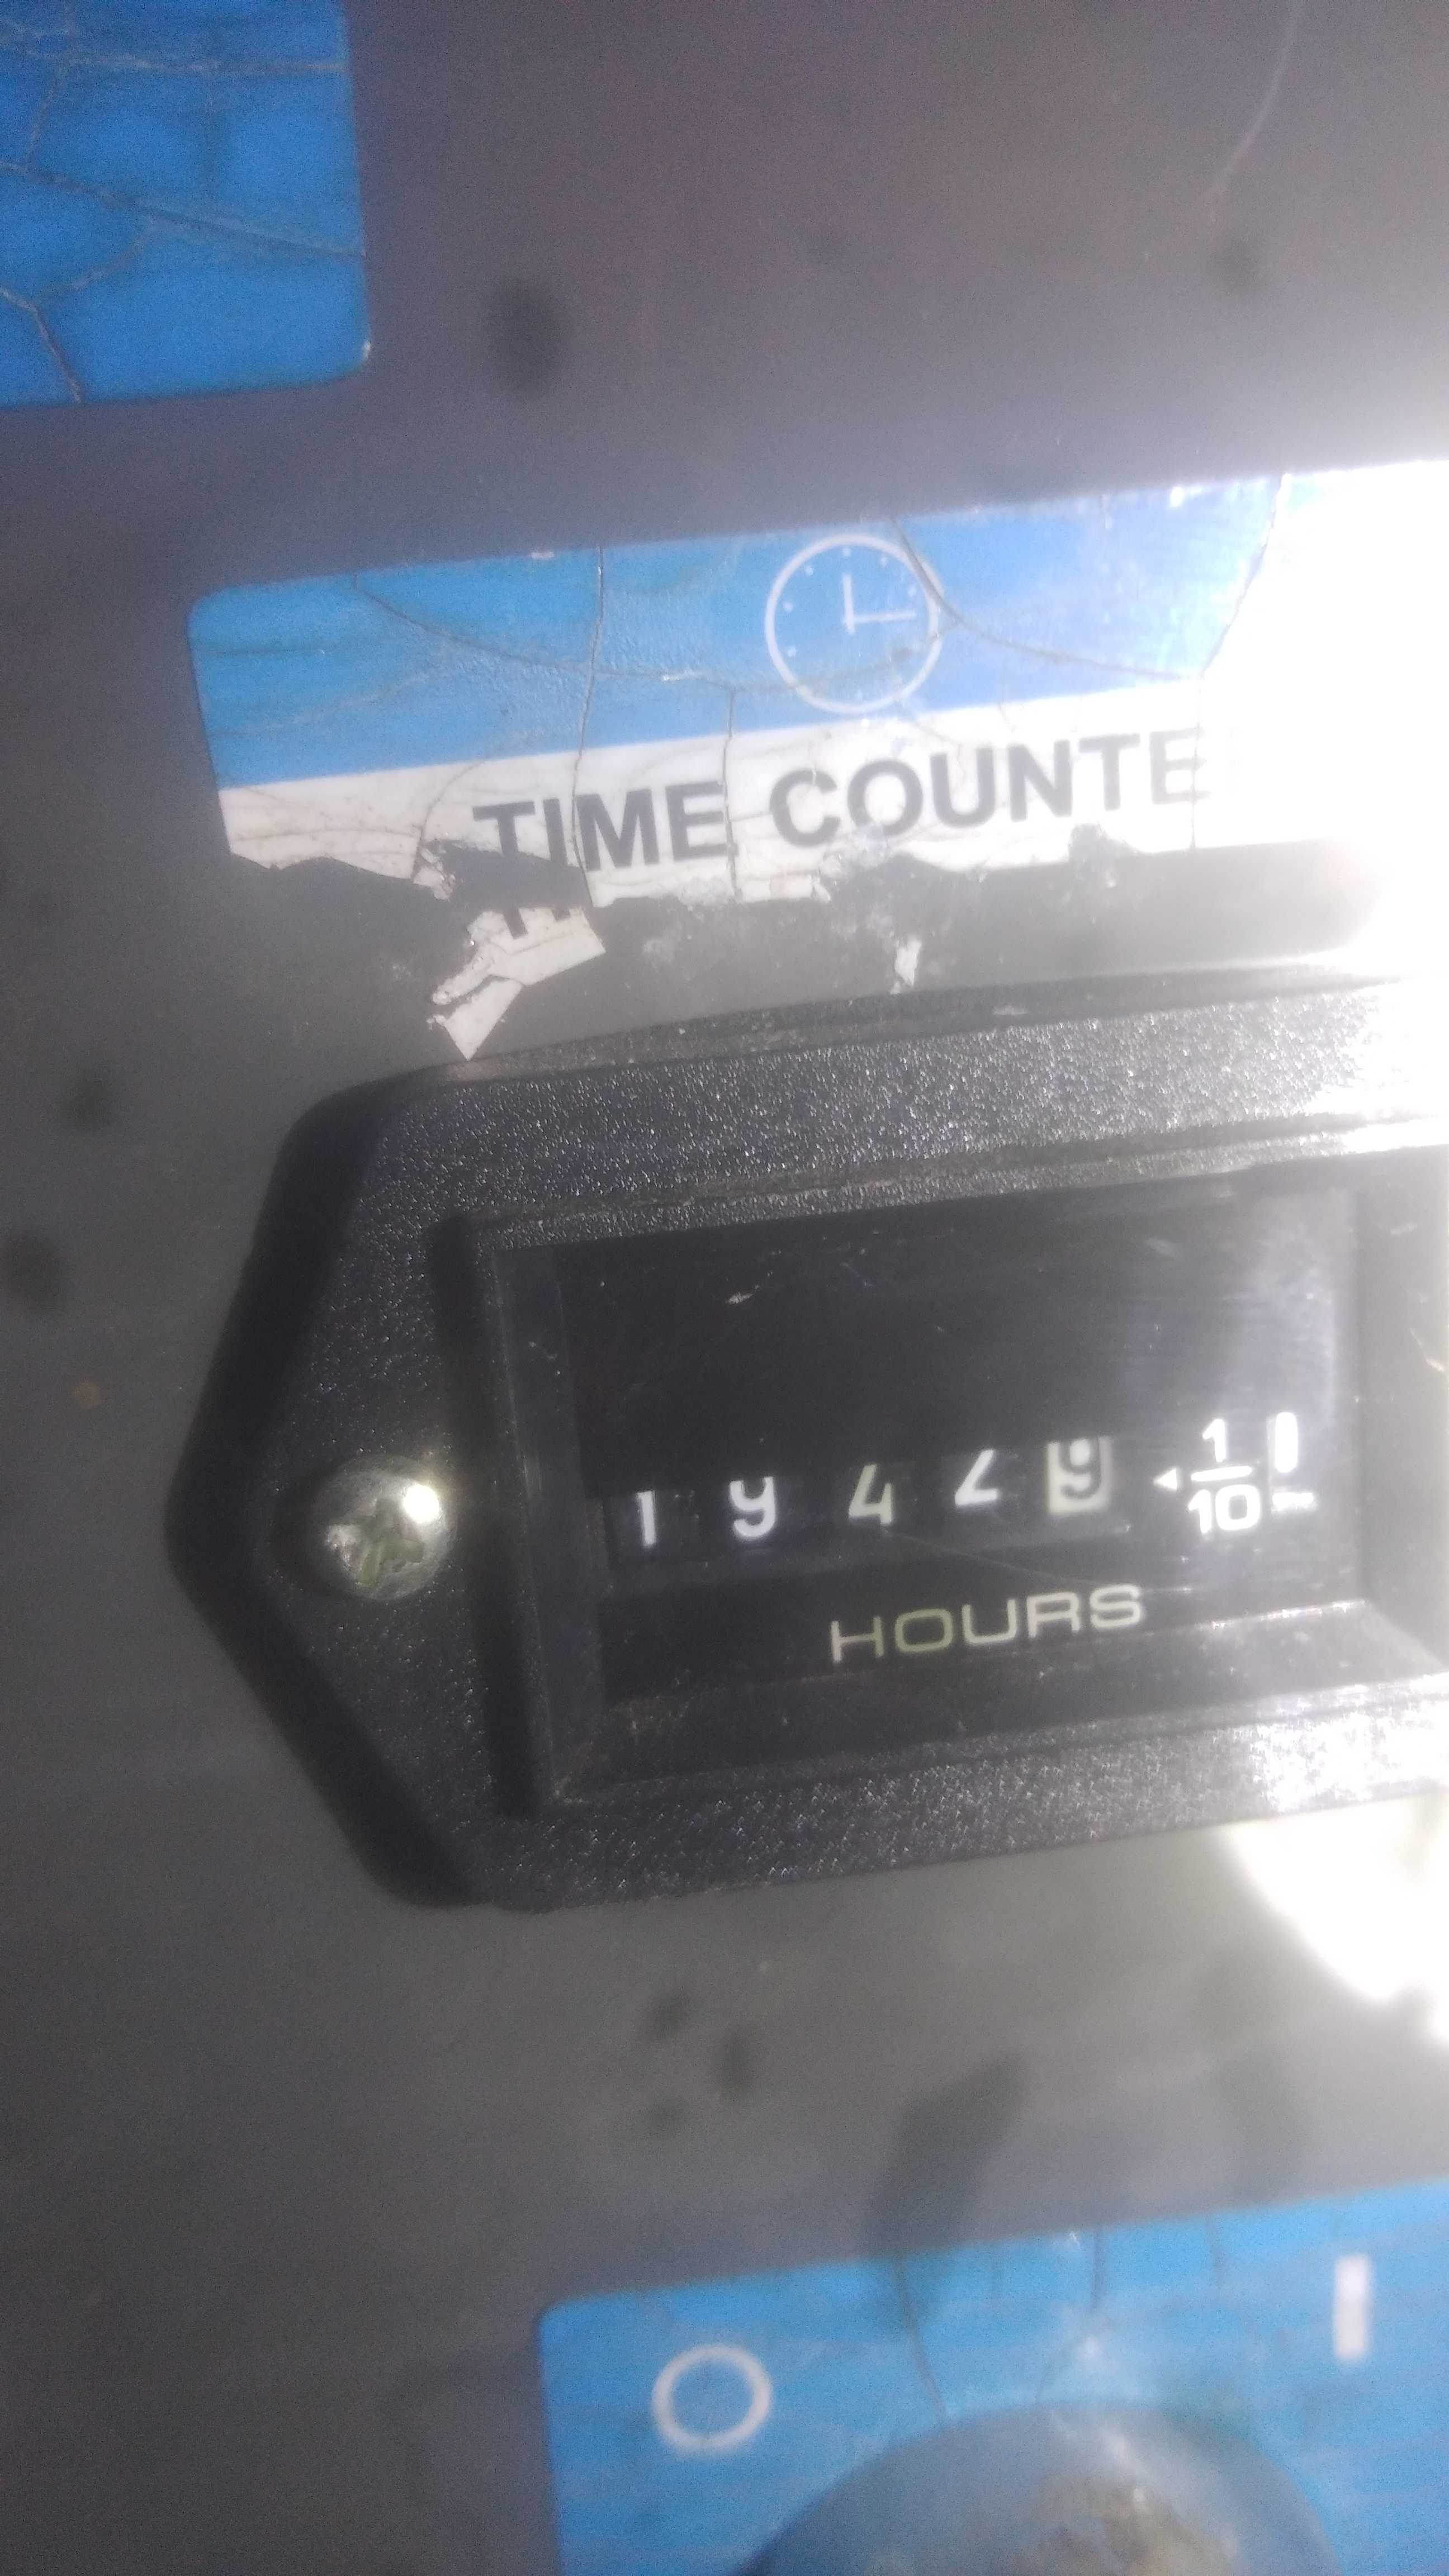 TIME COUNTE
1 9 4 2 9 1/10
HOURS
O I